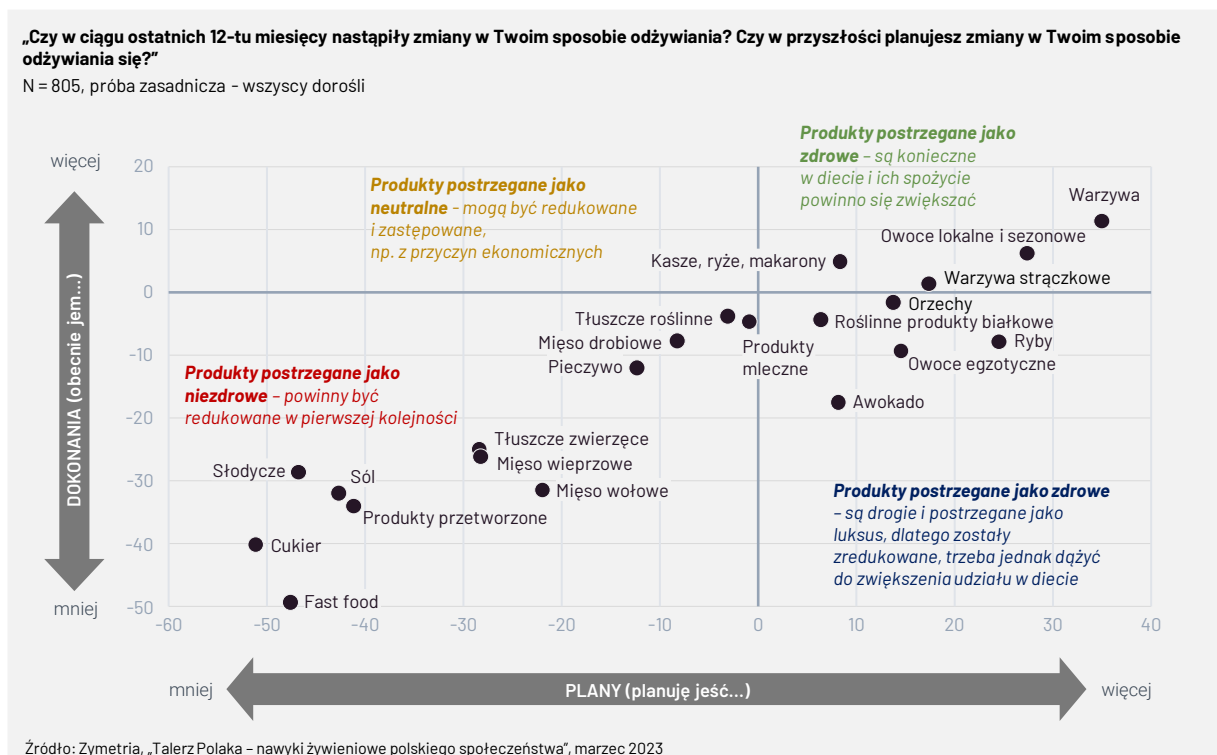 „Czy w ciągu ostatnich 12-tu miesięcy nastąpiły zmiany w Twoim sposobie odżywiania? Czy w przyszłości planujesz zmiany w Twoim sposobie
odżywiania się?”
N = 805, próba zasadnicza - wszyscy dorośli
Produkty postrzegane jako
zdrowe – są konieczne
w diecie i ich spożycie
powinno się zwiększać
więcej
20
Produkty postrzegane jako
neutralne - mogą być redukowane
i zastępowane,
np. z przyczyn ekonomicznych
Warzywa
10
Owoce lokalne i sezonowe
Kasze, ryże, makarony
Warzywa strączkowe
0
Orzechy
Tłuszcze roślinne
Roślinne produkty białkowe
Mięso drobiowe
Produkty
mleczne
Ryby
-10
Pieczywo
Owoce egzotyczne
Produkty postrzegane jako
niezdrowe – powinny być
redukowane w pierwszej kolejności
Awokado
-20
DOKONANIA (obecnie jem...)
Tłuszcze zwierzęce
Mięso wieprzowe
Słodycze
Sól
-30
Mięso wołowe
Produkty przetworzone
Produkty postrzegane jako zdrowe
– są drogie i postrzegane jako
luksus, dlatego zostały
zredukowane, trzeba jednak dążyć
do zwiększenia udziału w diecie
-40
Cukier
Fast food
mniej
-50
-60 -50 -40 -30 -20 -10 0 10 20 30 40
mniej
PLANY (planuję jeść...)
więcej
Źródło: Zymetria, „Talerz Polaka – nawyki żywieniowe polskiego społeczeństwa”, marzec 2023